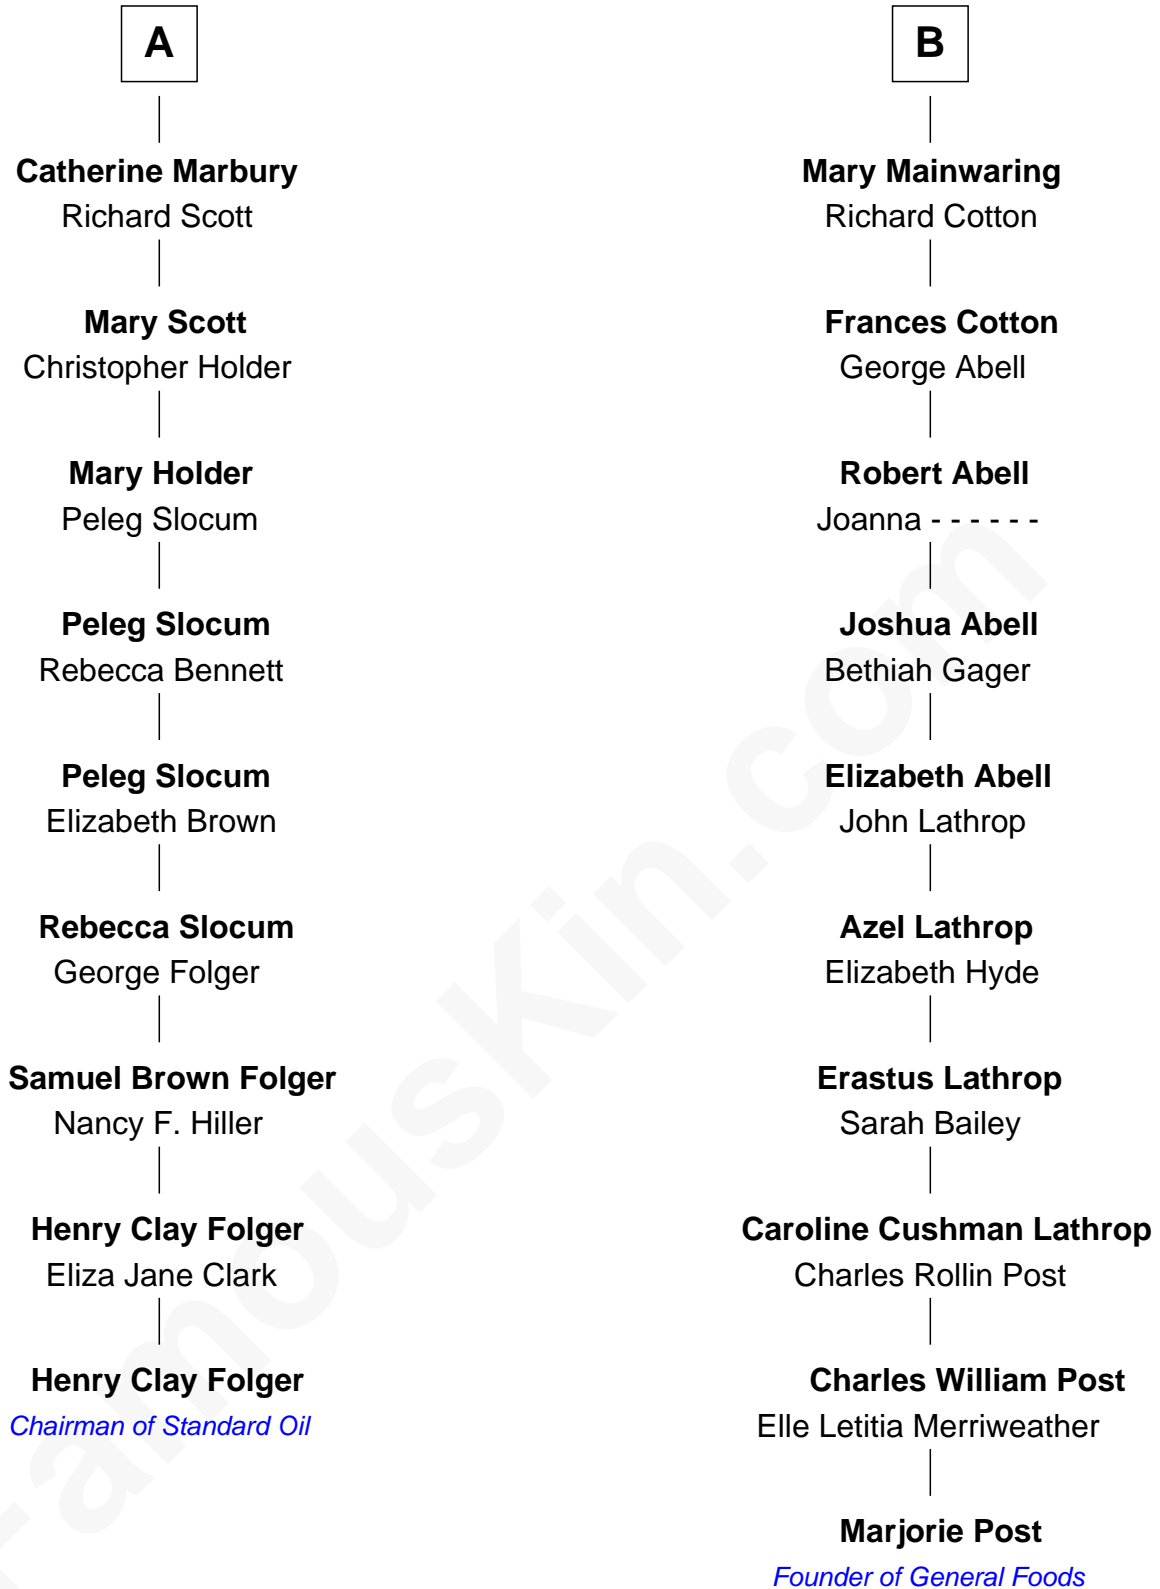 A
Catherine Marbury
Richard Scott
Mary Scott
Christopher Holder
Mary Holder
Peleg Slocum
Peleg Slocum
Rebecca Bennett
Peleg Slocum
Elizabeth Brown
Rebecca Slocum
George Folger
Samuel Brown Folger
Nancy F. Hiller
Henry Clay Folger
Eliza Jane Clark
Henry Clay Folger
Chairman of Standard Oil
B
Mary Mainwaring
Richard Cotton
Frances Cotton
George Abell
Robert Abell
Joanna - - - - - -
Joshua Abell
Bethiah Gager
Elizabeth Abell
John Lathrop
Azel Lathrop
Elizabeth Hyde
Erastus Lathrop
Sarah Bailey
Caroline Cushman Lathrop
Charles Rollin Post
Charles William Post
Elle Letitia Merriweather
Marjorie Post
Founder of General Foods
FamousKin.com